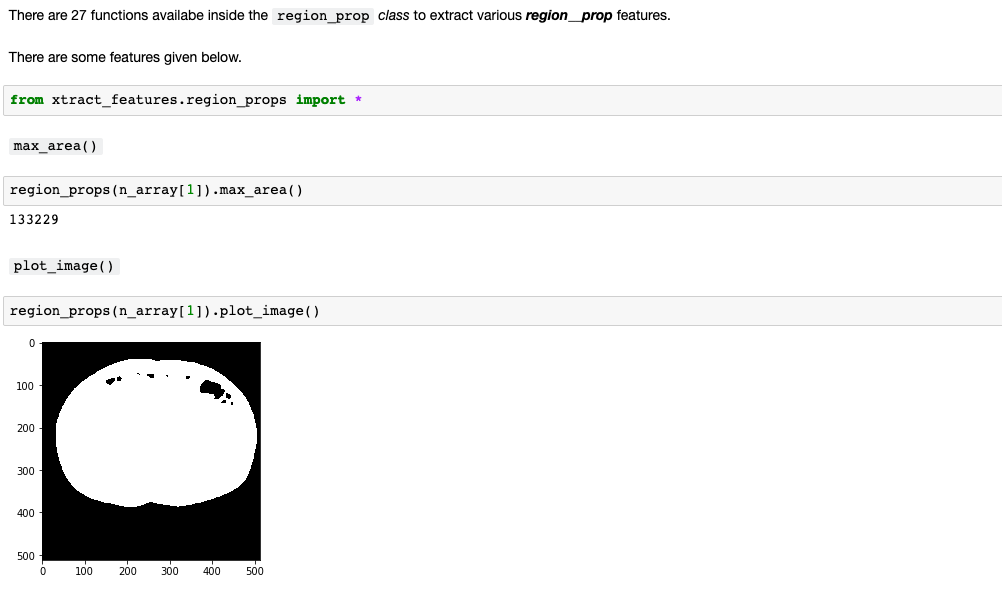 There are 27 functions availabe inside the region_prop class to extract various region__prop features.
There are some features given below.
from xtract_features.region_props import *
max_area()
region_props(n_array[1]).max_area()
133229
plot_image()
region_props(n_array[1]).plot_image()
0
100
200
300
400
500
0 100 200 300 400 500